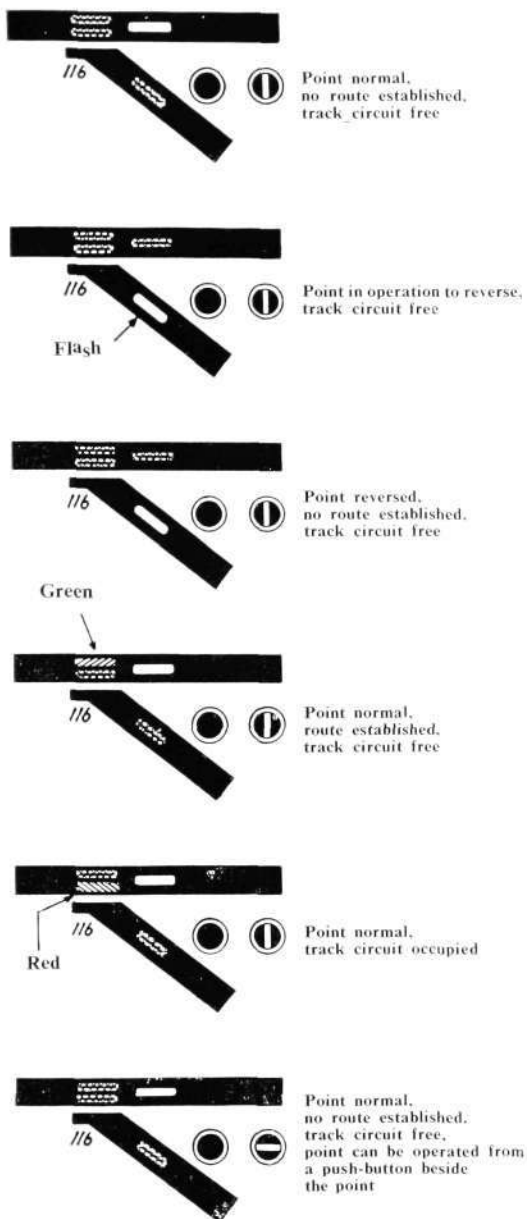 116
Point normal,
no route established,
track circuit free
116
Point in operation to reverse,
track circuit free
Flash
116
Point reversed,
no route established,
track circuit free
Green
116
Point normal,
route established,
track circuit free
116
Red
Point normal,
track circuit occupied
116
Point normal,
no route established,
track circuit free,
point can be operated from
a push-button beside
the point